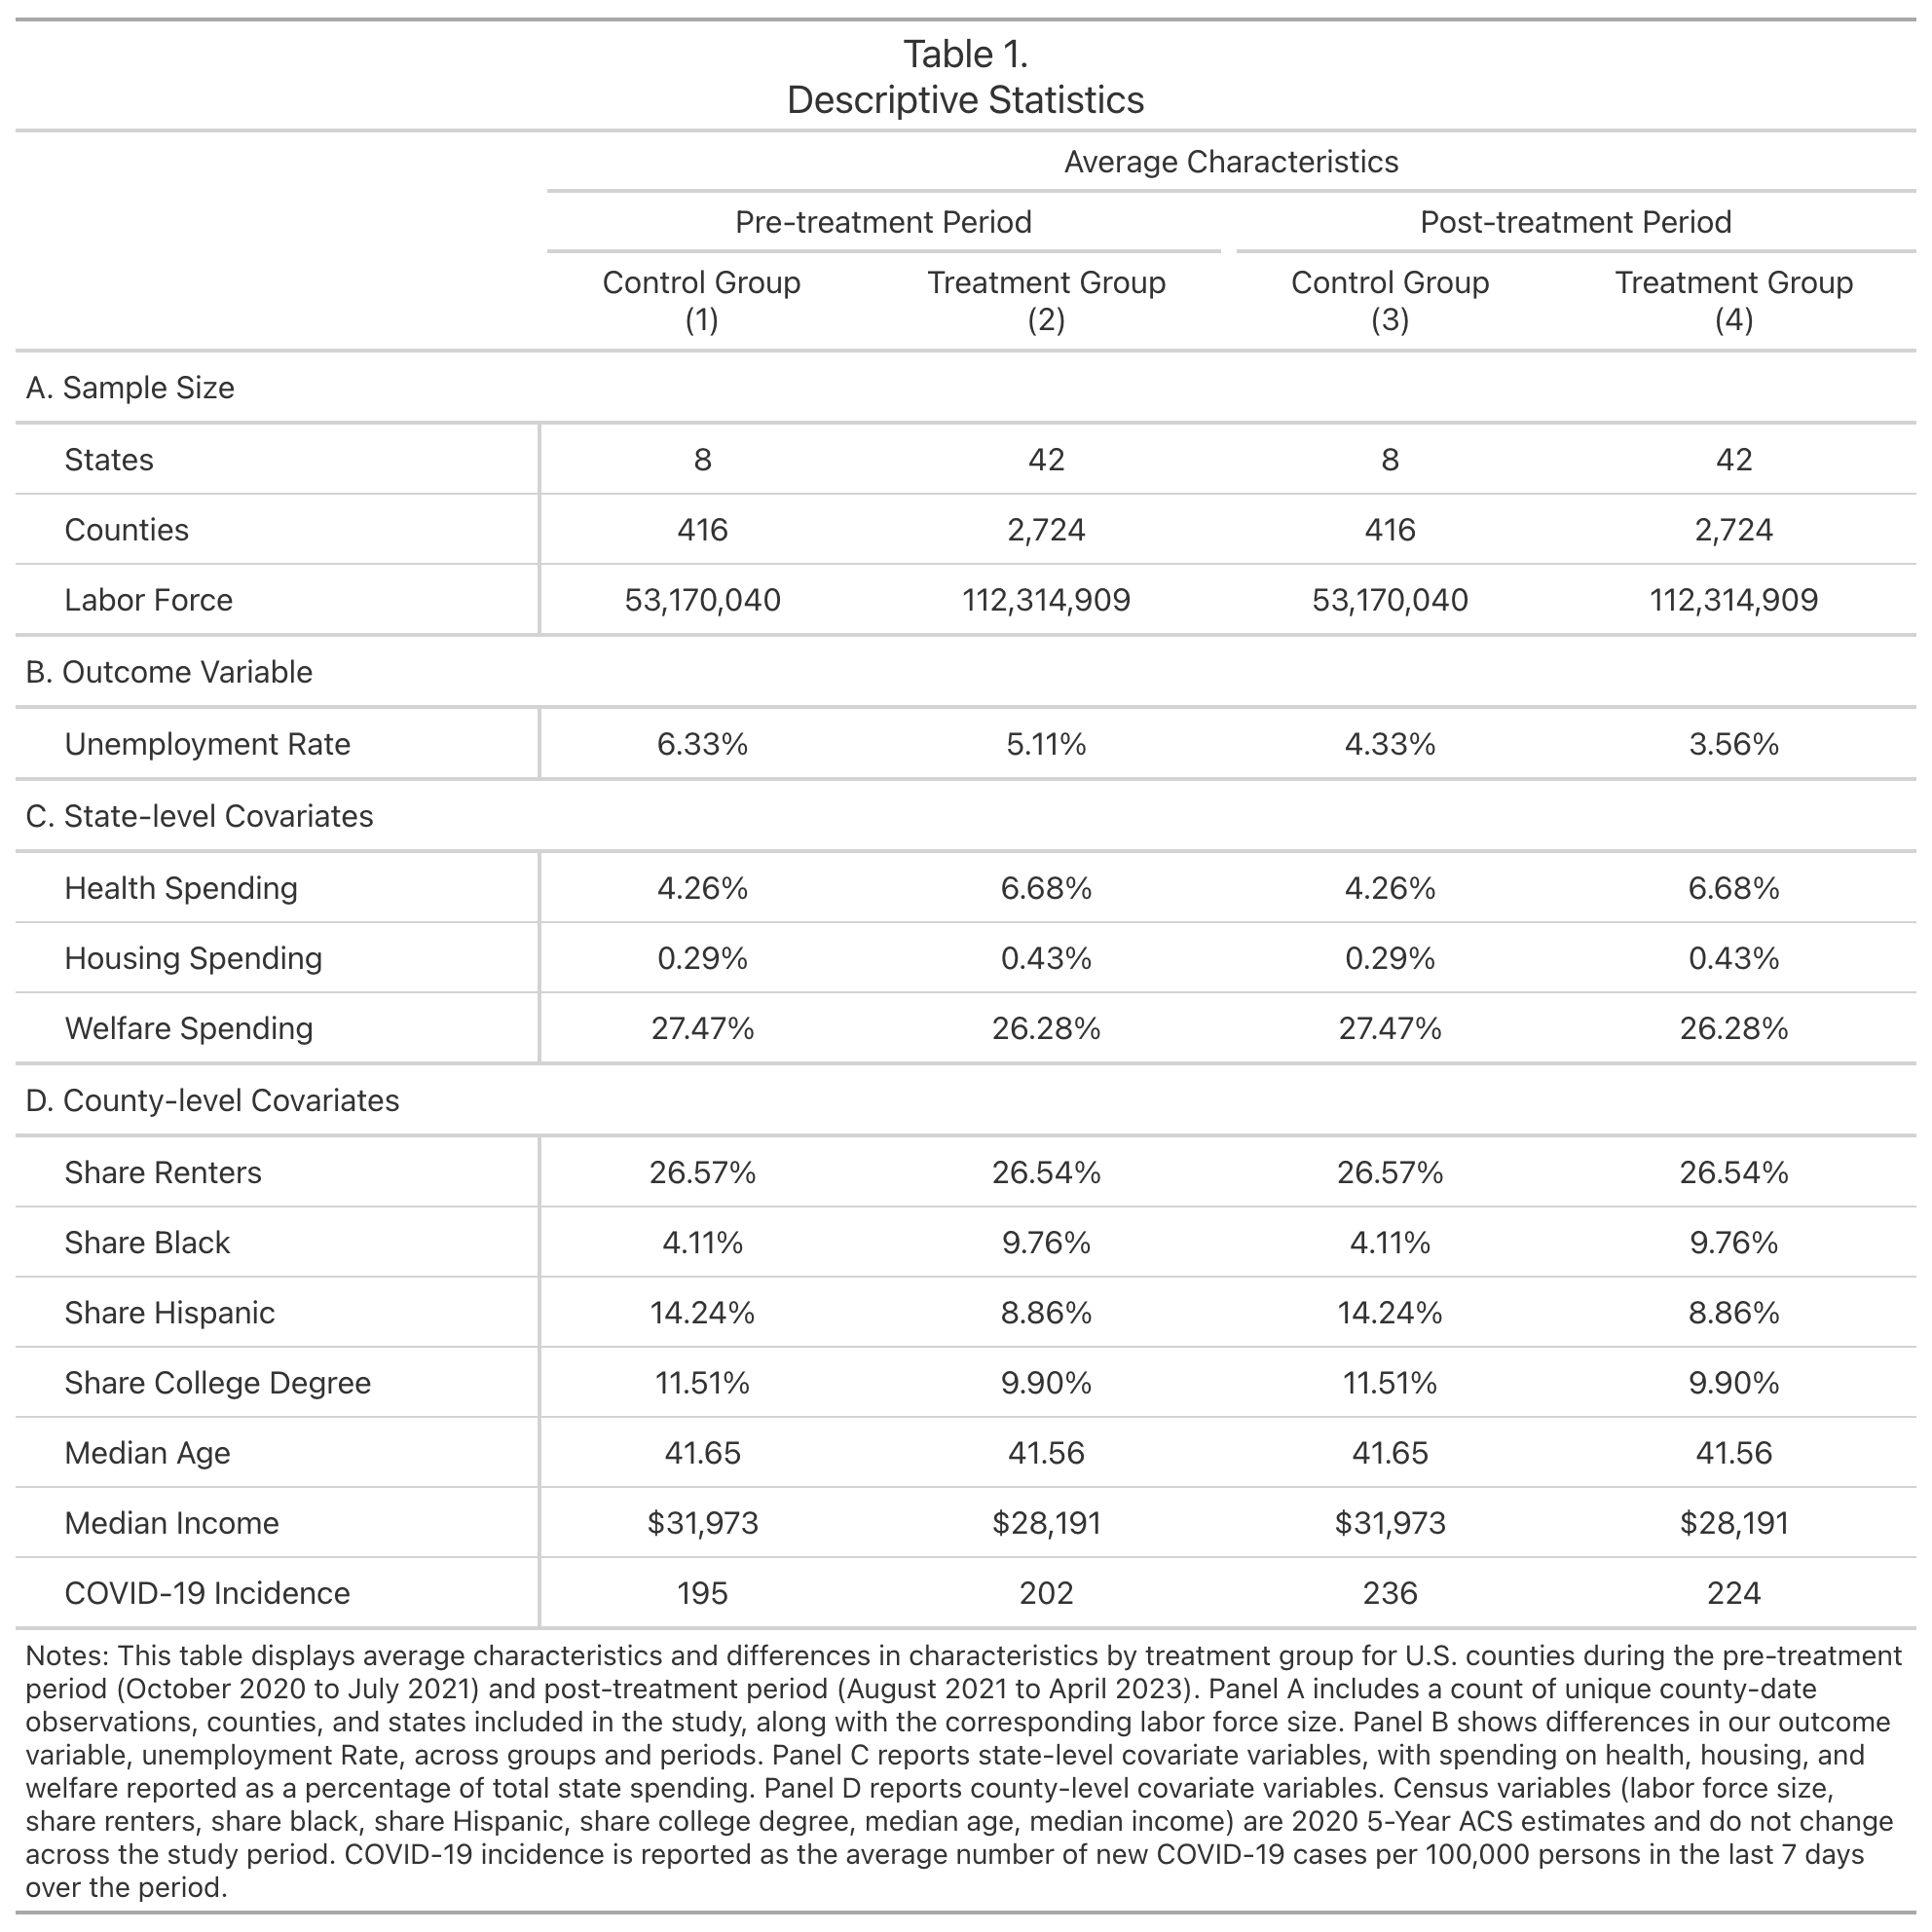 Table 1.
Descriptive Statistics
Average Characteristics
Pre-treatment Period Post-treatment Period
Control Group Treatment Group Control Group Treatment Group
(1) (2) (3) (4)
A. Sample Size
States 8 42 8 42
Counties 416 2,724 416 2,724
Labor Force 53,170,040 112,314,909 53,170,040 112,314,909
B. Outcome Variable
Unemployment Rate 6.33% 5.11% 4.33% 3.56%
C. State-level Covariates
Health Spending 4.26% 6.68% 4.26% 6.68%
Housing Spending 0.29% 0.43% 0.29% 0.43%
Welfare Spending 27.47% 26.28% 27.47% 26.28%
D. County-level Covariates
Share Renters 26.57% 26.54% 26.57% 26.54%
Share Black 4.11% 9.76% 4.11% 9.76%
Share Hispanic 14.24% 8.86% 14.24% 8.86%
Share College Degree 11.51% 9.90% 11.51% 9.90%
Median Age 41.65 41.56 41.65 41.56
Median Income $31,973 $28,191 $31,973 $28,191
COVID-19 Incidence 195 202 236 224
Notes: This table displays average characteristics and differences in characteristics by treatment group for U.S. counties during the pre-treatment
period (October 2020 to July 2021) and post-treatment period (August 2021 to April 2023). Panel A includes a count of unique county-date
observations, counties, and states included in the study, along with the corresponding labor force size. Panel B shows differences in our outcome
variable, unemployment Rate, across groups and periods. Panel C reports state-level covariate variables, with spending on health, housing, and
welfare reported as a percentage of total state spending. Panel D reports county-level covariate variables. Census variables (labor force size,
share renters, share black, share Hispanic, share college degree, median age, median income) are 2020 5-Year ACS estimates and do not change
across the study period. COVID-19 incidence is reported as the average number of new COVID-19 cases per 100,000 persons in the last 7 days
over the period.